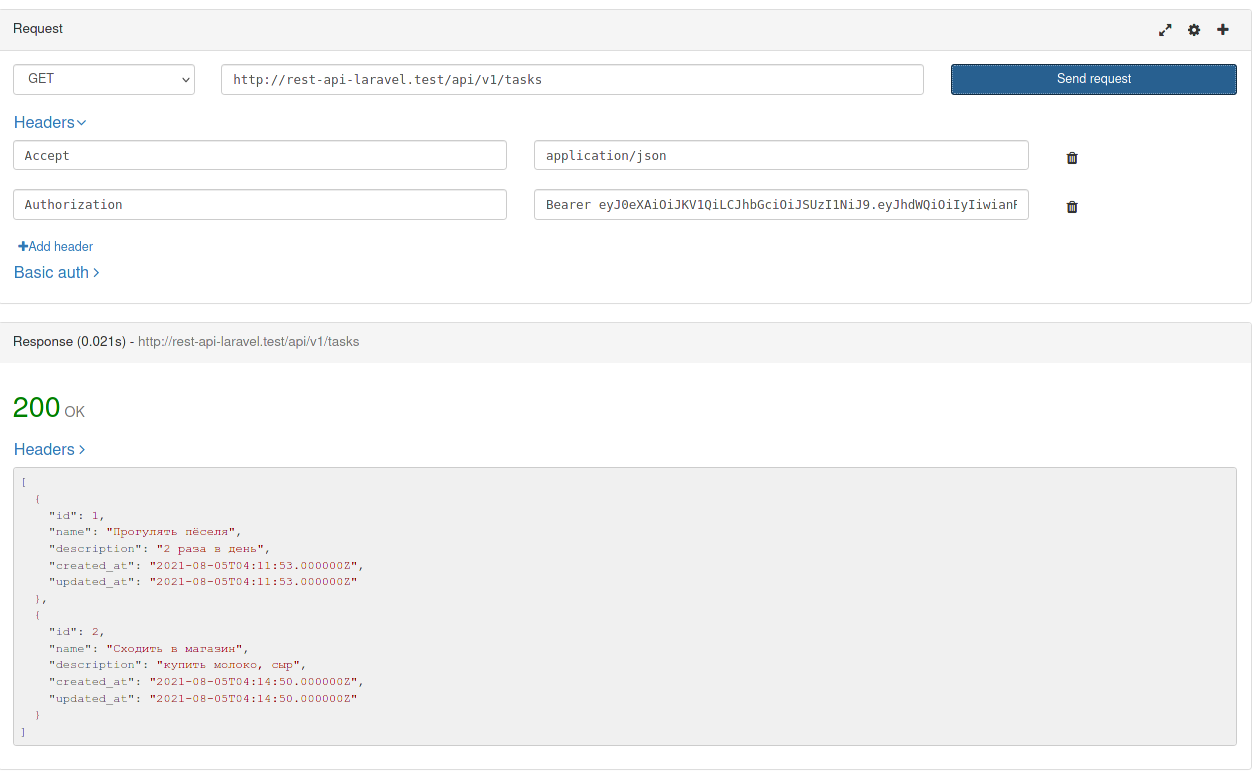 Request
GET http://rest-api-laravel.test/api/v1/tasks Send request
Headers
Accept application/json
Authorization Bearer eyJ0eXAiOiJKV1QiLCJhbGciOiJSUzI1NiJ9.eyJhdWQiOiIyIiwianR
Add header
Basic auth
Response (0.021s) - http://rest-api-laravel.test/api/v1/tasks
200 OK
Headers
[
{
"id": 1,
"name": "Прогулять пёселя",
"description": "2 раза в день",
"created_at": "2021-08-05T04:11:53.000000Z",
"updated_at": "2021-08-05T04:11:53.000000Z"
},
{
"id": 2,
"name": "Сходить в магазин",
"description": "купить молоко, сыр",
"created_at": "2021-08-05T04:14:50.000000Z",
"updated_at": "2021-08-05T04:14:50.000000Z"
}
]